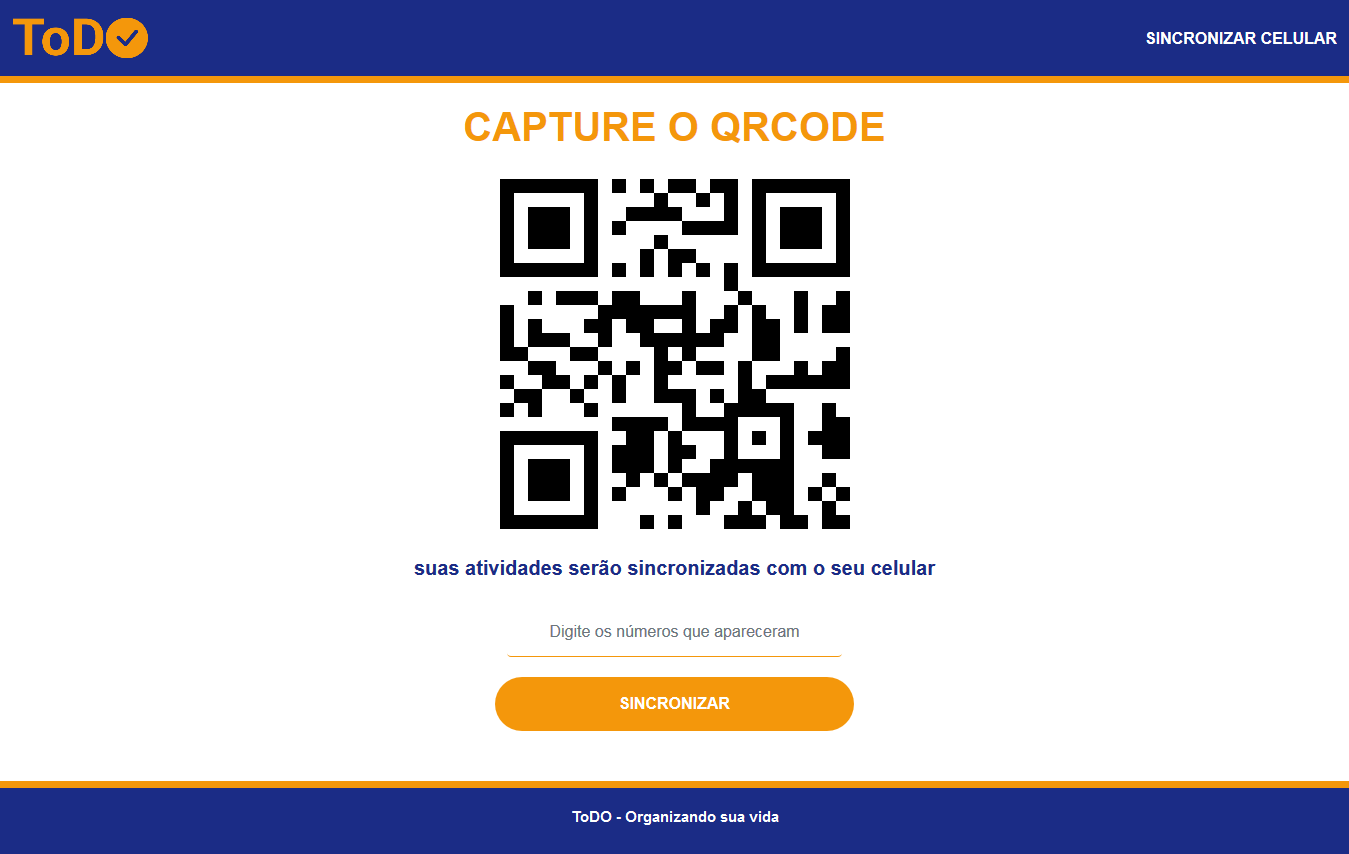 ToDO
SINCRONIZAR CELULAR
CAPTURE O QRCODE
suas atividades serão sincronizadas com o seu celular
Digite os números que apareceram
SINCRONIZAR
ToDO - Organizando sua vida